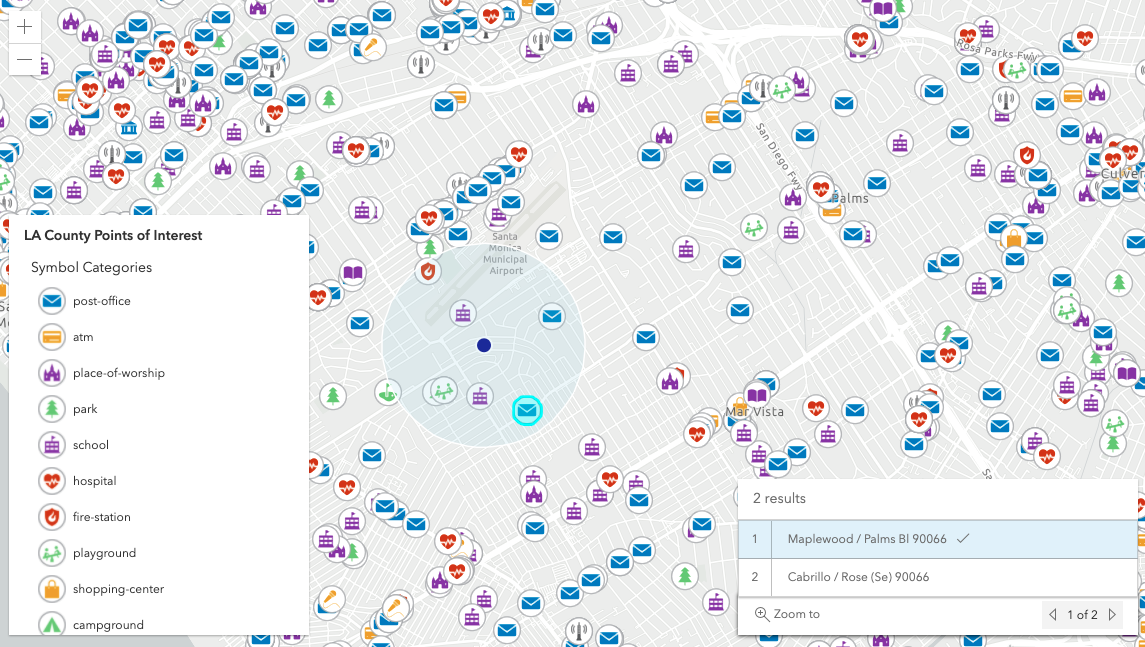 +
Rosa Parks Fwy
−
San Diego Fwy
Culver
Palms
LA County Points of Interest
Santa
Monica
Municipal
Airport
Symbol Categories
post-office
atm
place-of-worship
park
Mar Vista
school
hospital
2 results
fire-station
1 Maplewood / Palms Bl 90066
playground
2 Cabrillo / Rose (Se) 90066
shopping-center
Zoom to
1 of 2
campground